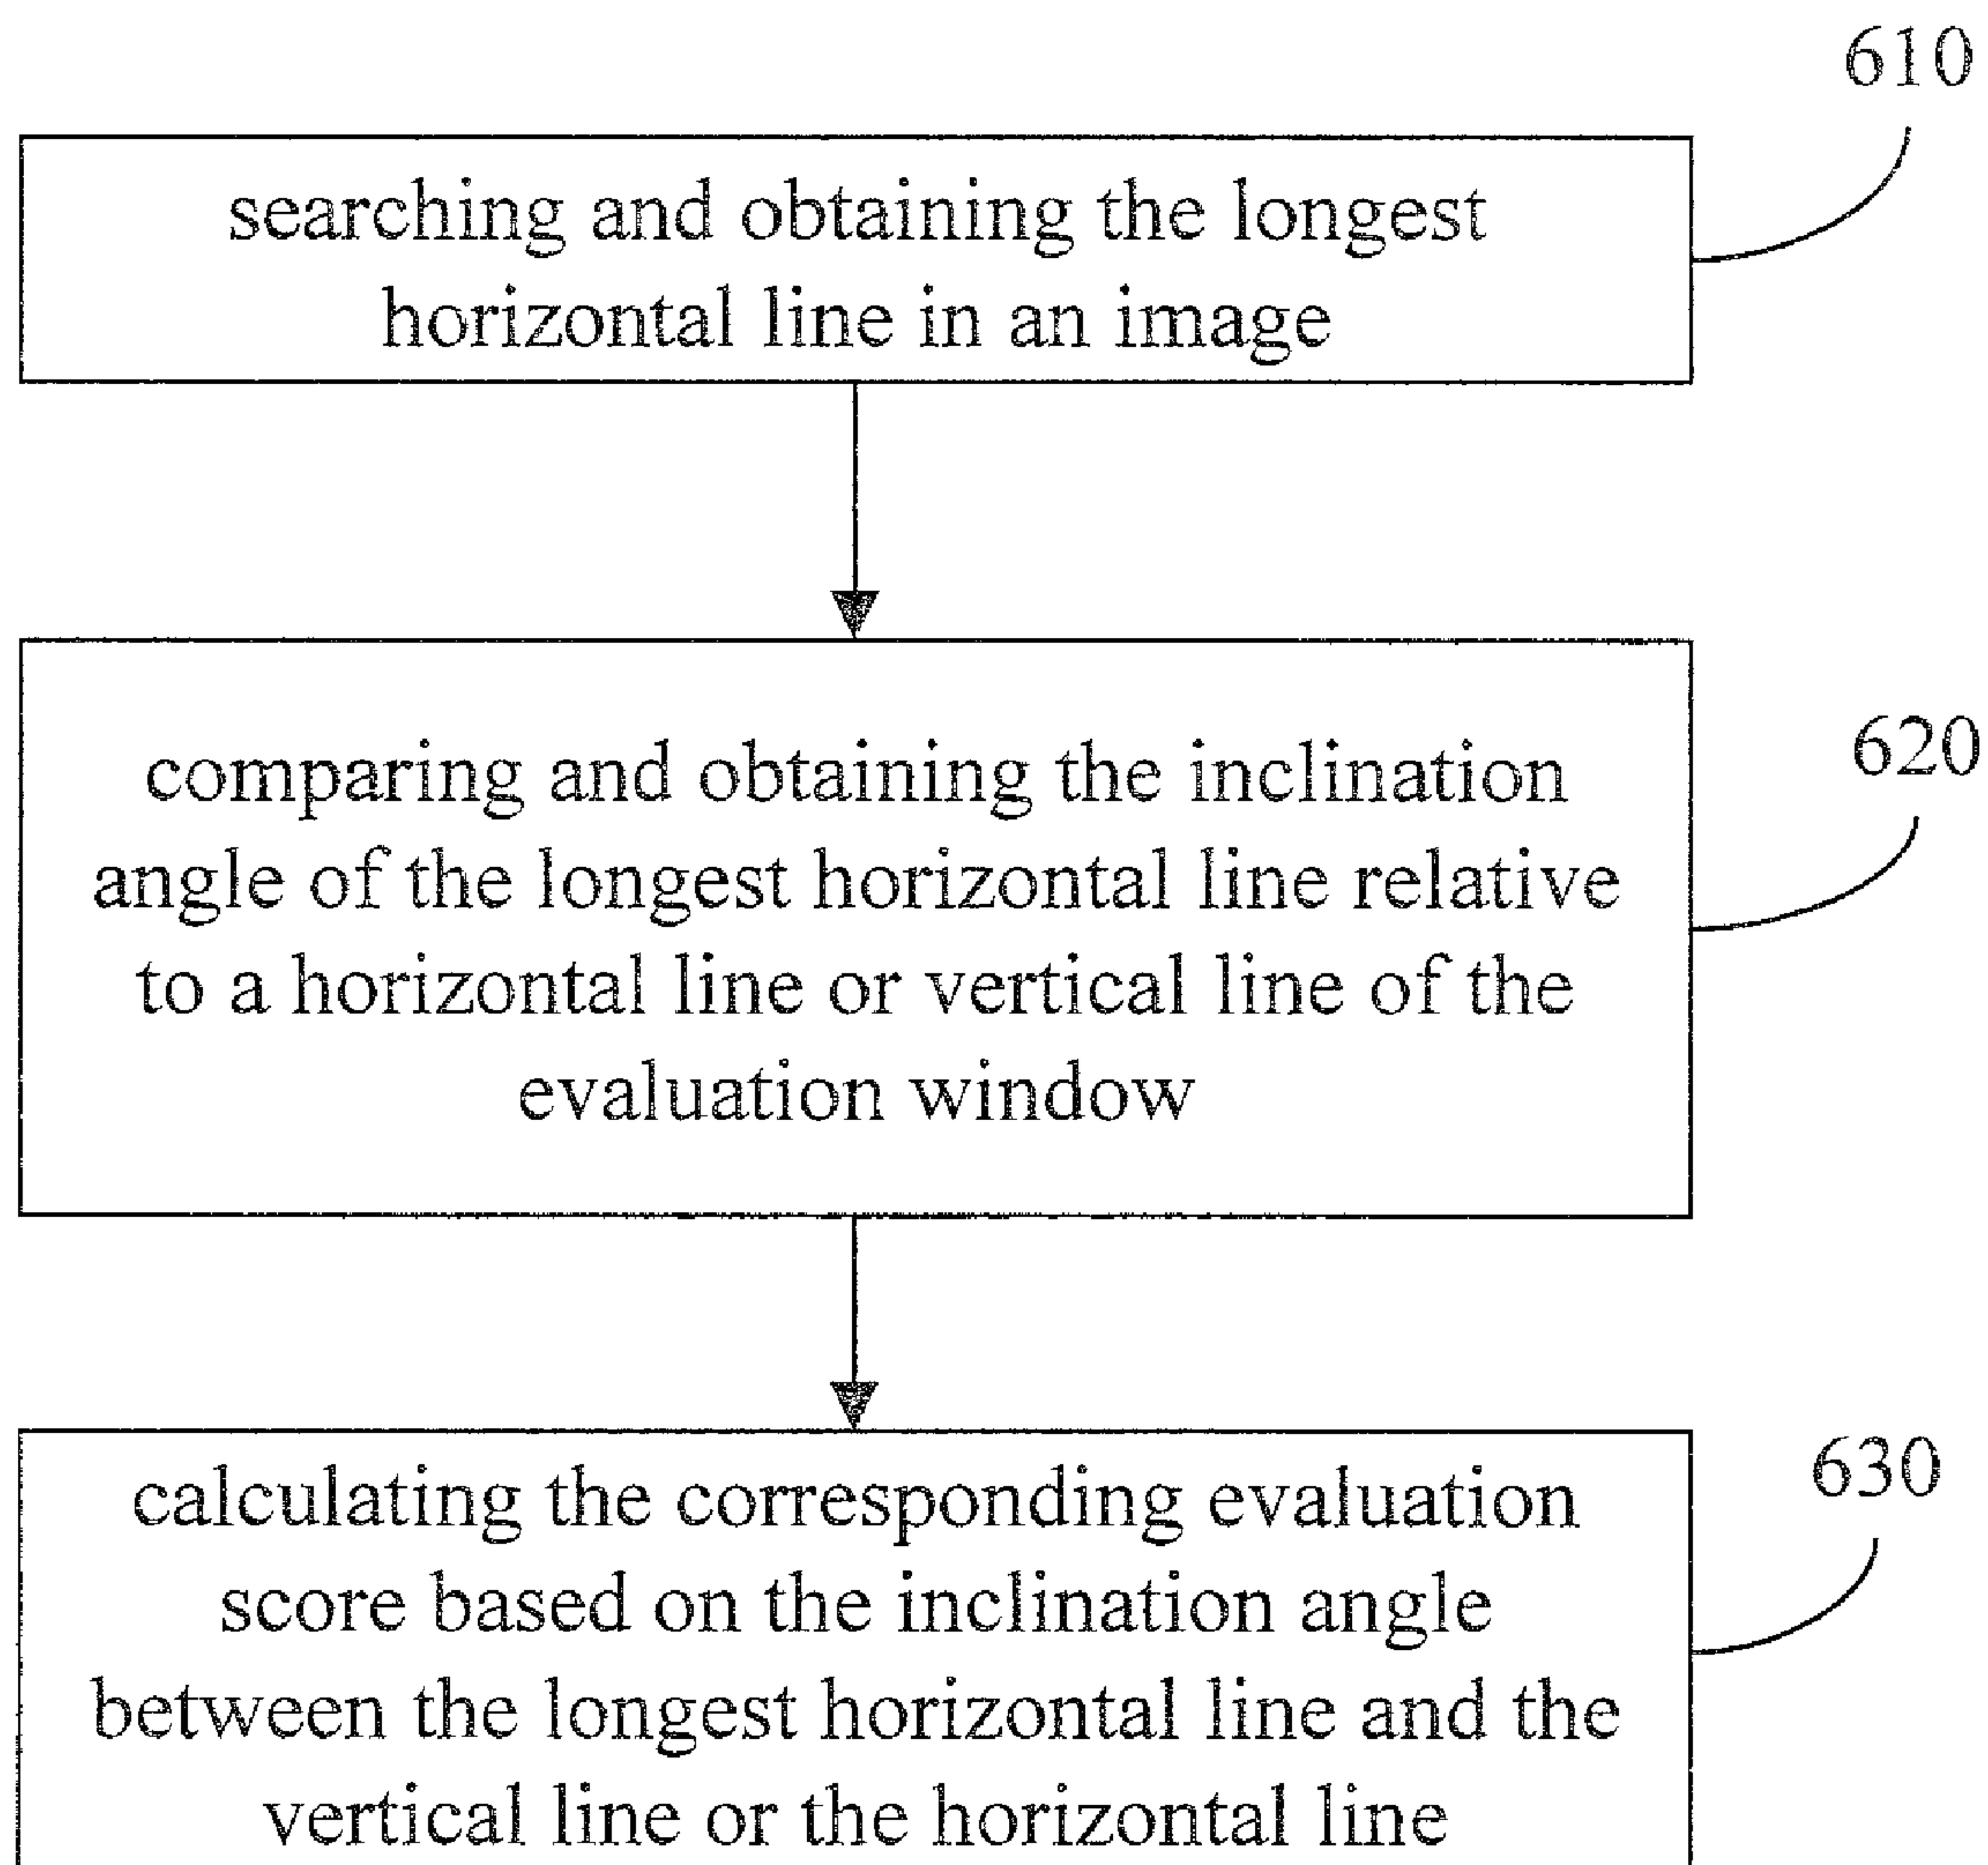 610
searching and obtaining the longest
horizontal line in an image
620
comparing and obtaining the inclination
angle of the longest horizontal line relative
to a horizontal line or vertical line of the
evaluation window
630
calculating the corresponding evaluation
score based on the inclination angle
between the longest horizontal line and the
vertical line or the horizontal line